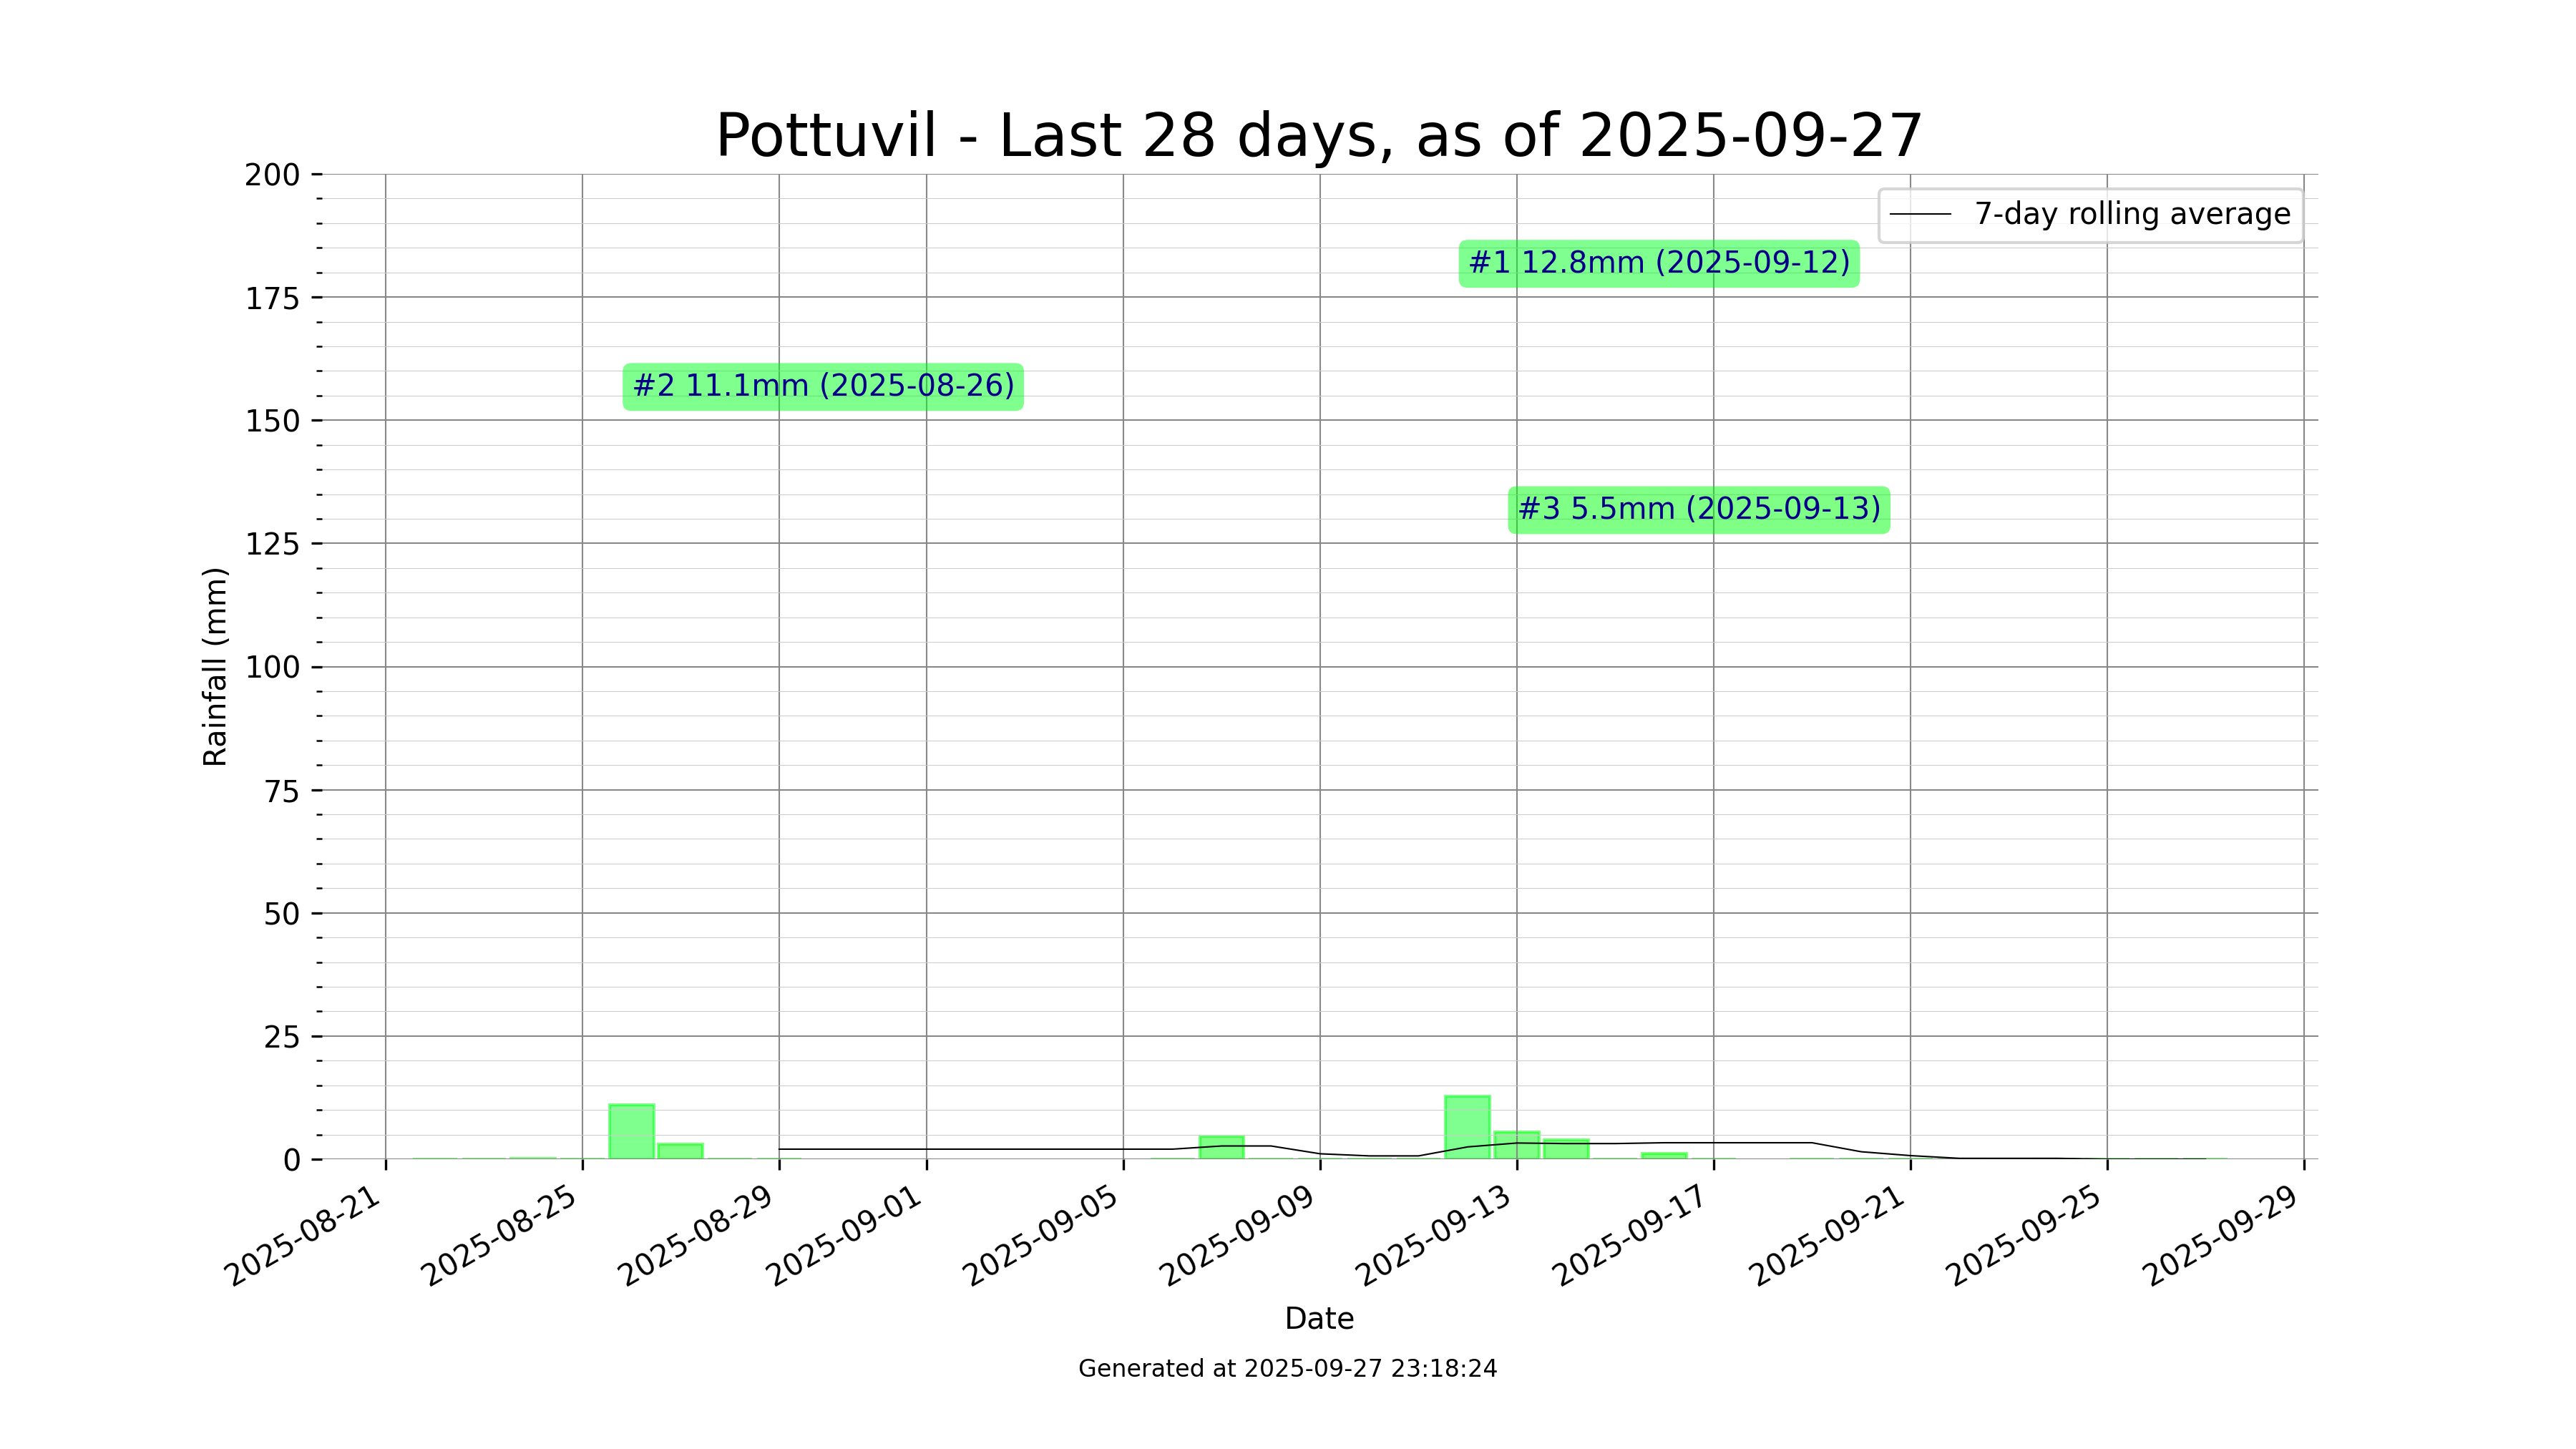 Pottuvil - Last 28 days, as of 2025-09-27
200
175
150
125
100
75
50
25
0
Rainfall (mm)
7-day rolling average
#1 12.8mm (2025-09-12)
#2 11.1mm (2025-08-26)
#3 5.5mm (2025-09-13)
2025-08-21
2025-08-25
2025-08-29
2025-09-01
2025-09-05
2025-09-09
2025-09-13
2025-09-17
2025-09-21
2025-09-25
2025-09-29
Date
Generated at 2025-09-27 23:18:24